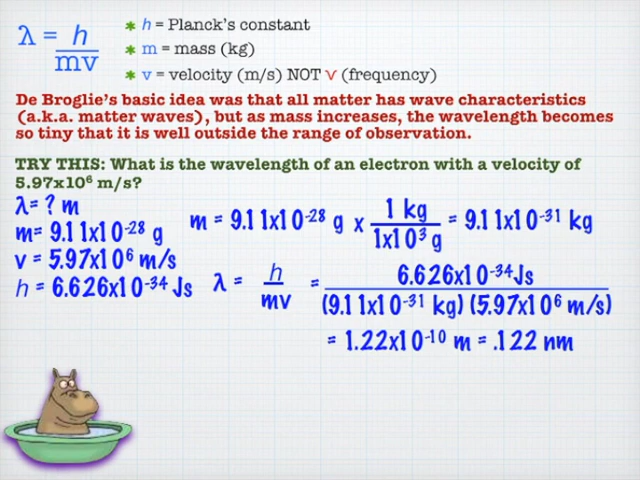 λ = h / mv
* h = Planck's constant
* m = mass (kg)
* v = velocity (m/s) NOT ν (frequency)
De Broglie's basic idea was that all matter has wave characteristics
(a.k.a. matter waves), but as mass increases, the wavelength becomes
so tiny that it is well outside the range of observation.
TRY THIS: What is the wavelength of an electron with a velocity of
5.97x10⁶ m/s?
λ= ? m
m= 9.11x10⁻²⁸ g
v = 5.97x10⁶ m/s
h = 6.626x10⁻³⁴ Js
m = 9.11x10⁻²⁸ g x 1 kg / 1x10³ g = 9.11x10⁻³¹ kg
λ = h / mv = 6.626x10⁻³⁴Js / (9.11x10⁻³¹ kg) (5.97x10⁶ m/s)
= 1.22x10⁻¹⁰ m = .122 nm